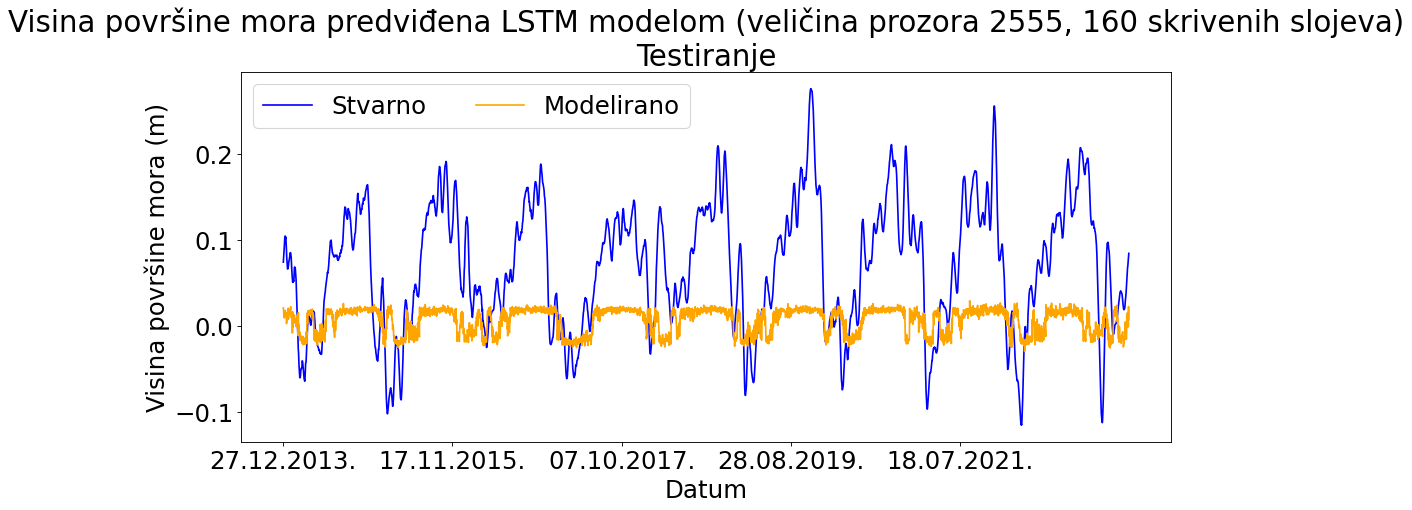 Visina površine mora predviđena LSTM modelom (veličina prozora 2555, 160 skrivenih slojeva)
Testiranje
Stvarno Modelirano
Visina površine mora (m)
0.2
0.1
0.0
−0.1
27.12.2013. 17.11.2015. 07.10.2017. 28.08.2019. 18.07.2021.
Datum